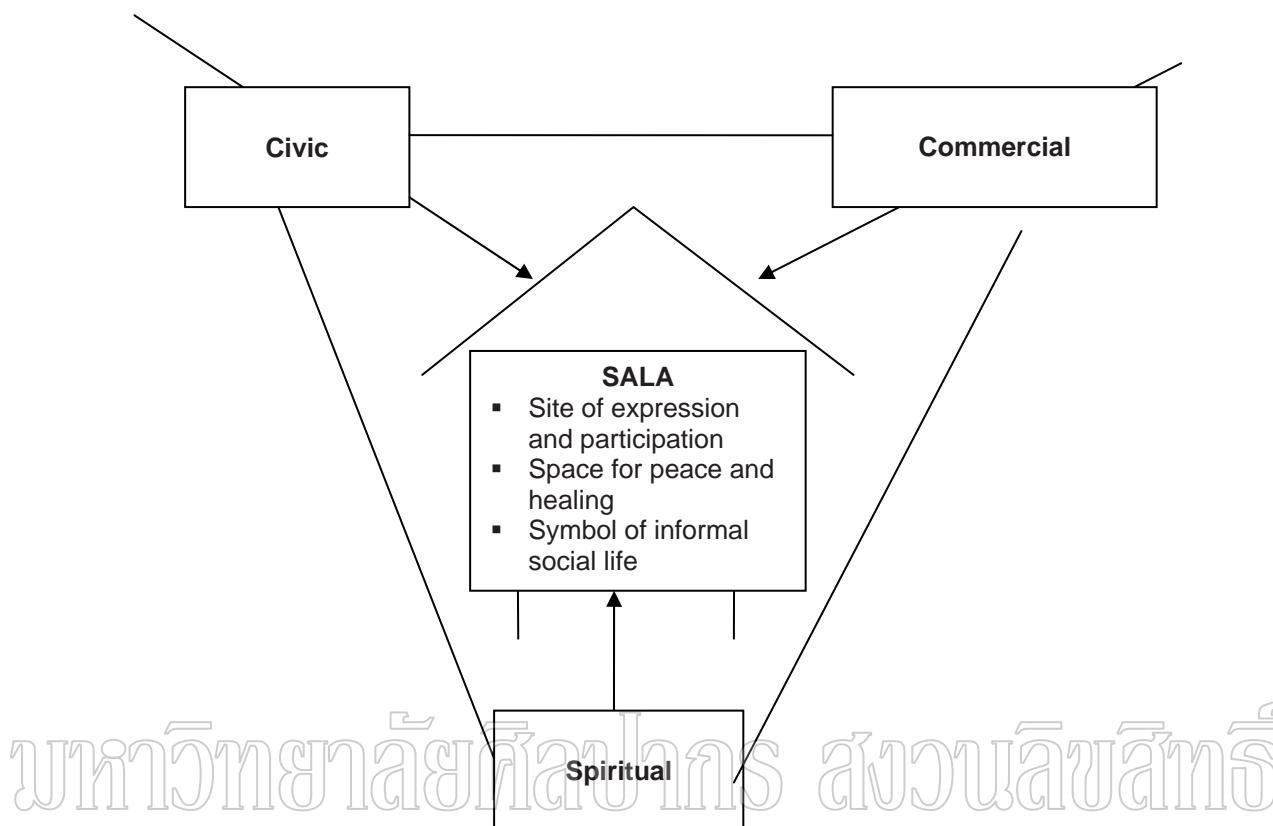 Civic
Commercial
SALA
▪ Site of expression
and participation
▪ Space for peace and
healing
▪ Symbol of informal
social life
Spiritual
มหาวิทยาลัยศิลปากร สงวนลิขสิทธิ์